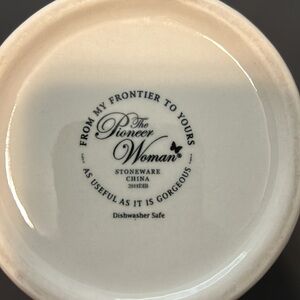 FROM MY FRONTIER TO YOURS
The
Pioneer
Woman®
STONEWARE
CHINA
AS USEFUL AS IT IS GORGEOUS
Dishwasher Safe